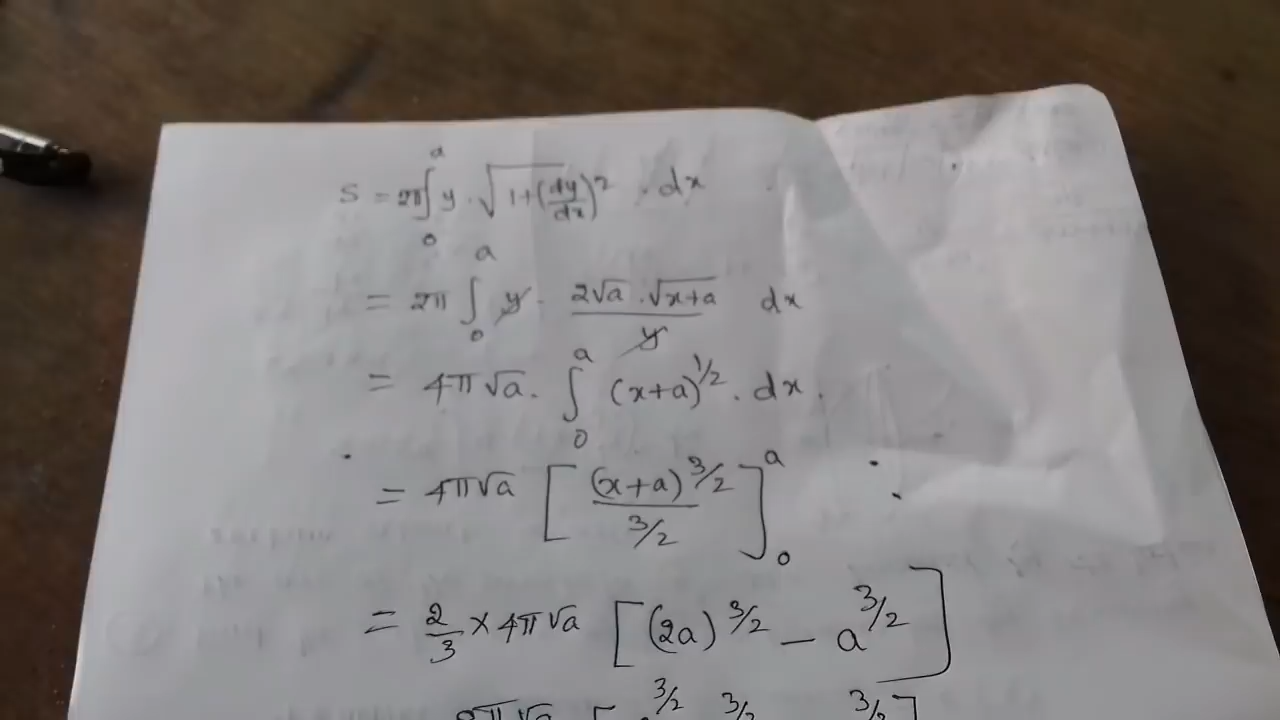 S = 2π∫₀ᵃ y . √(1+(dy/dx)²) . dx
= 2π ∫₀ᵃ y . (2√a . √(x+a))/y dx
= 4π√a . ∫₀ᵃ (x+a)^1/2 . dx.
= 4π√a [ (x+a)^3/2 / 3/2 ]₀ᵃ
= 2/3 × 4π√a [ (2a)^3/2 − a^3/2 ]